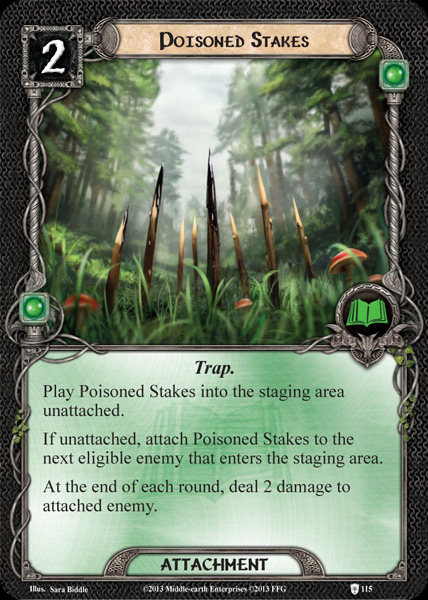 2
Poisoned Stakes
Trap.
Play Poisoned Stakes into the staging area
unattached.
If unattached, attach Poisoned Stakes to the
next eligible enemy that enters the staging area.
At the end of each round, deal 2 damage to
attached enemy.
ATTACHMENT
Illus. Sara Biddle ©2013 Middle-earth Enterprises ©2013 FFG 115